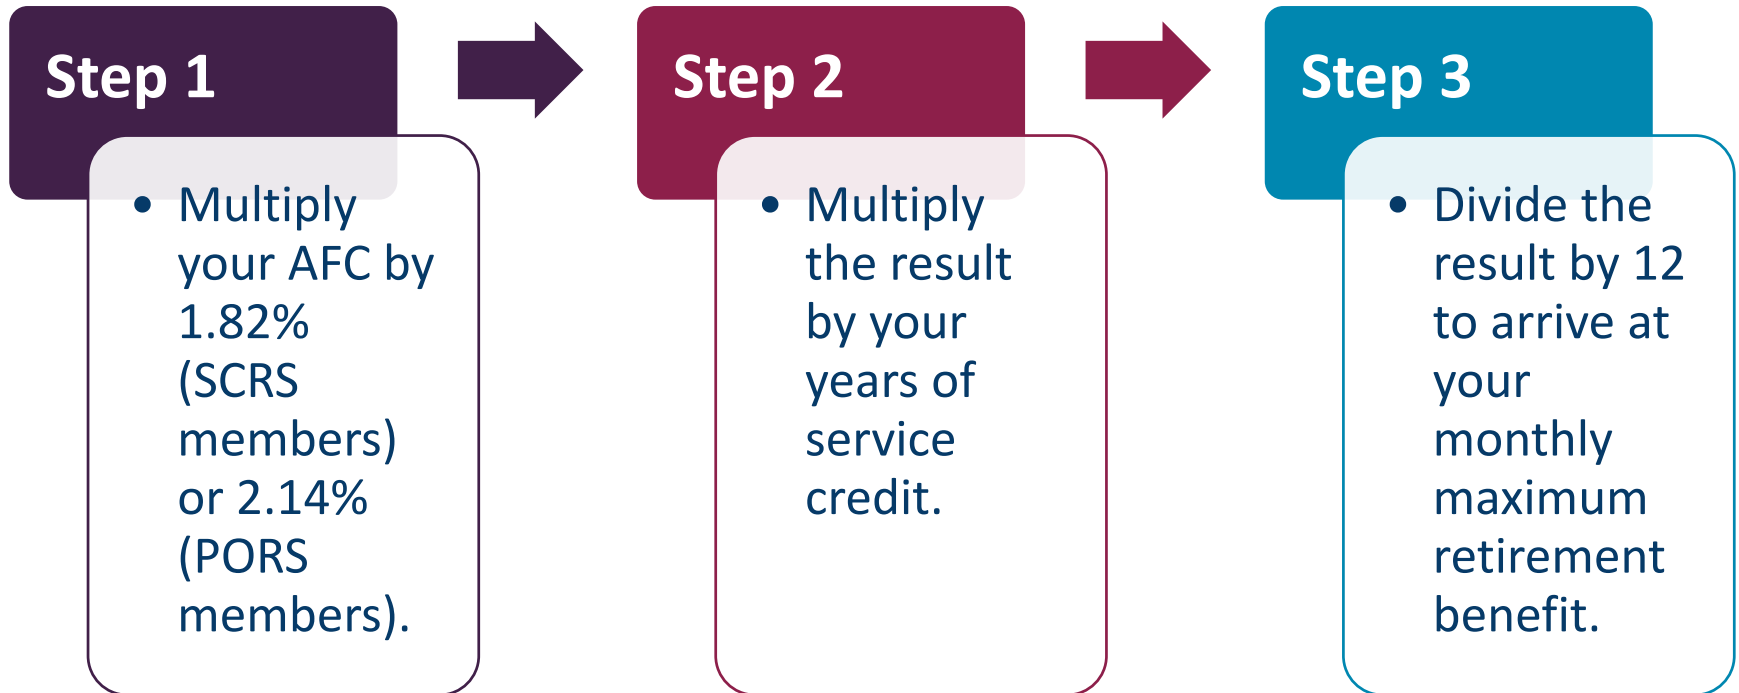 Step 1
• Multiply
your AFC by
1.82%
(SCRS
members)
or 2.14%
(PORS
members).
Step 2
• Multiply
the result
by your
years of
service
credit.
Step 3
• Divide the
result by 12
to arrive at
your
monthly
maximum
retirement
benefit.